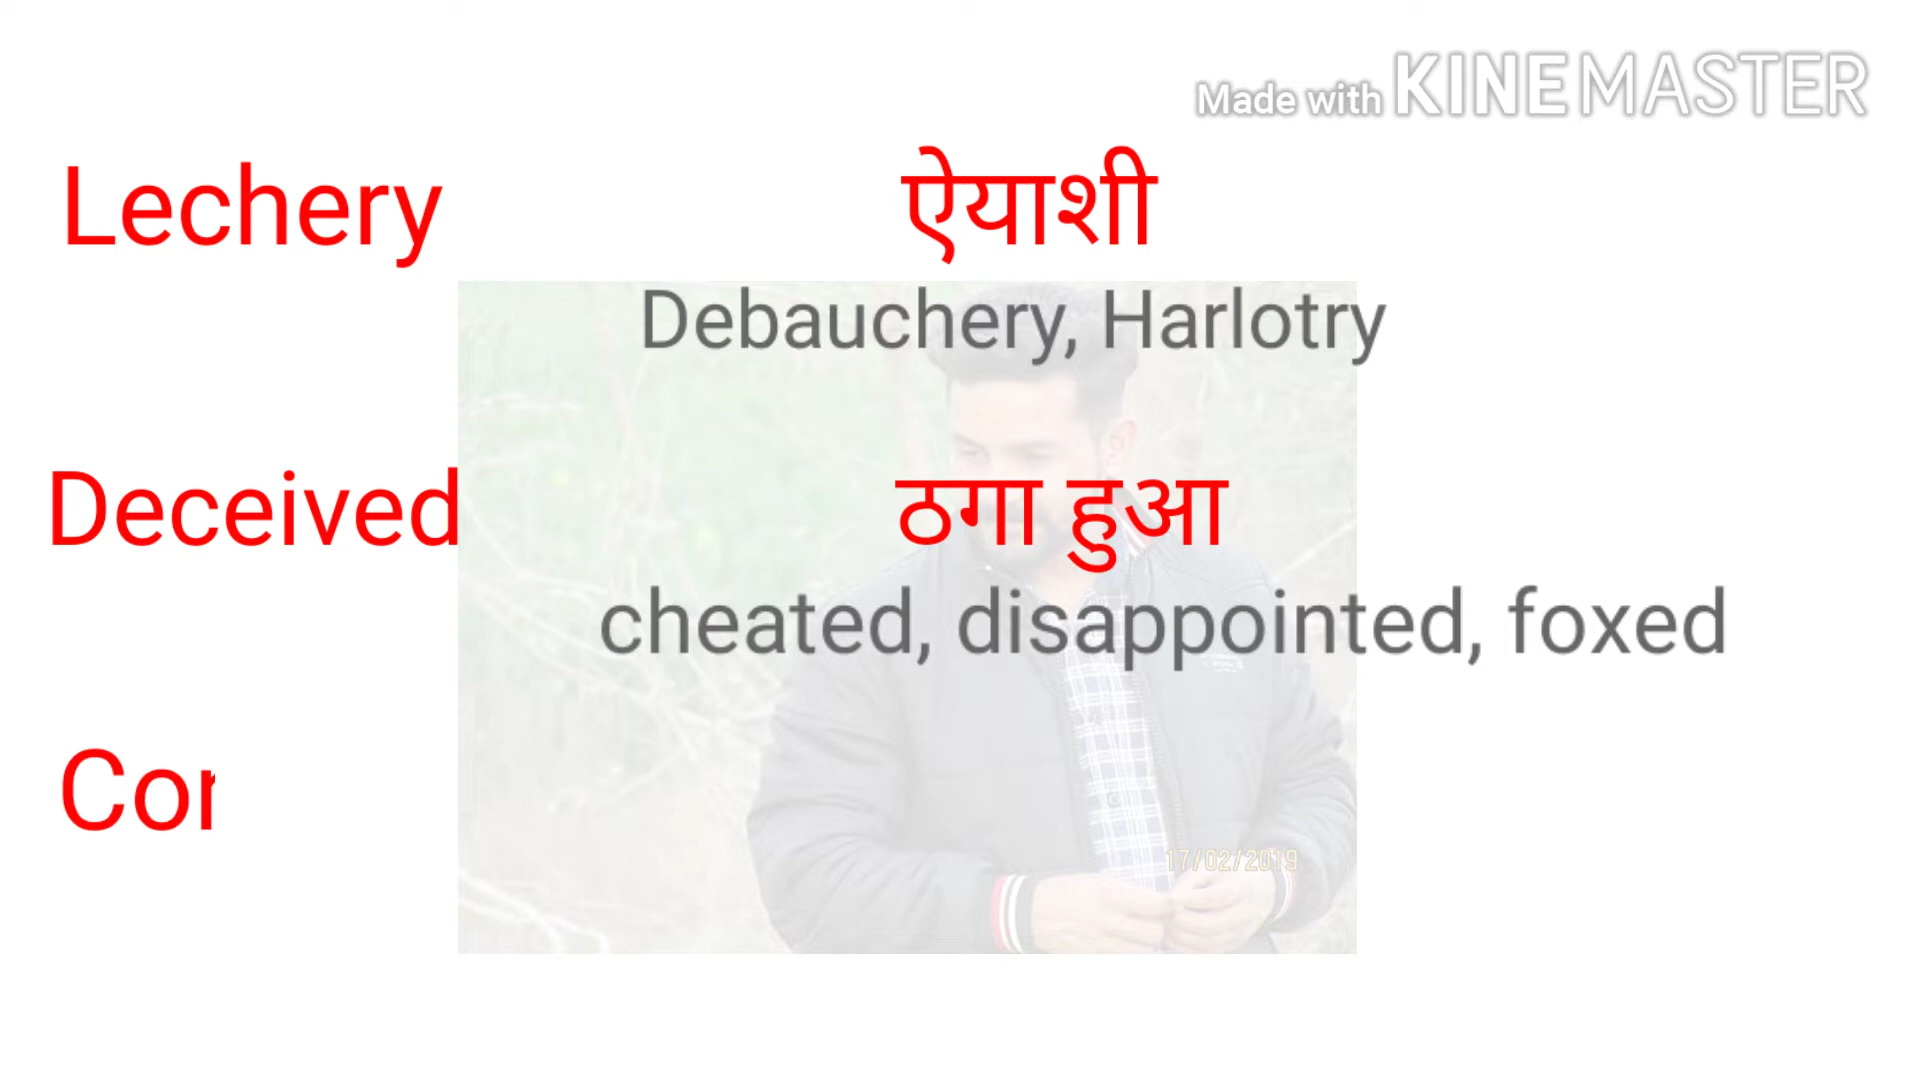 Made with KINEMASTER
Lechery ऐयाशी
Debauchery, Harlotry
Deceived ठगा हुआ
cheated, disappointed, foxed
17/02/2019